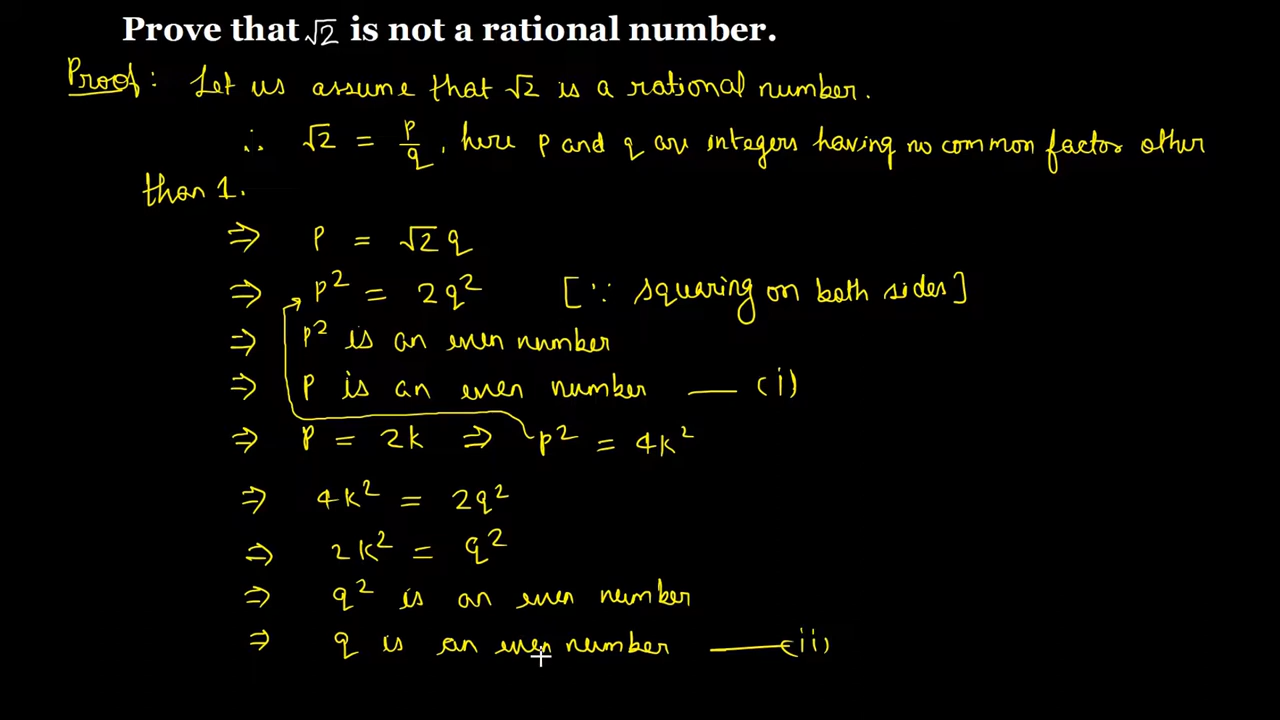 Prove that √2 is not a rational number.
Proof: Let us assume that √2 is a rational number.
∴ √2 = p/q, here p and q are integers having no common factor other
than 1.
⇒ p = √2 q
⇒ p² = 2q² [∵ squaring on both sides]
⇒ p² is an even number
⇒ p is an even number — (i)
⇒ p = 2k ⇒ p² = 4k²
⇒ 4k² = 2q²
⇒ 2k² = q²
⇒ q² is an even number
⇒ q is an even number — (ii)